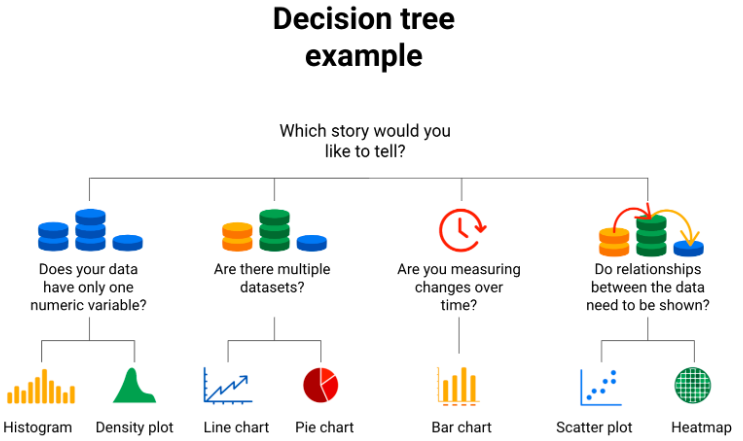 Decision tree
example
Which story would you
like to tell?
Does your data
have only one
numeric variable?
Are there multiple
datasets?
Are you measuring
changes over
time?
Do relationships
between the data
need to be shown?
Histogram
Density plot
Line chart
Pie chart
Bar chart
Scatter plot
Heatmap